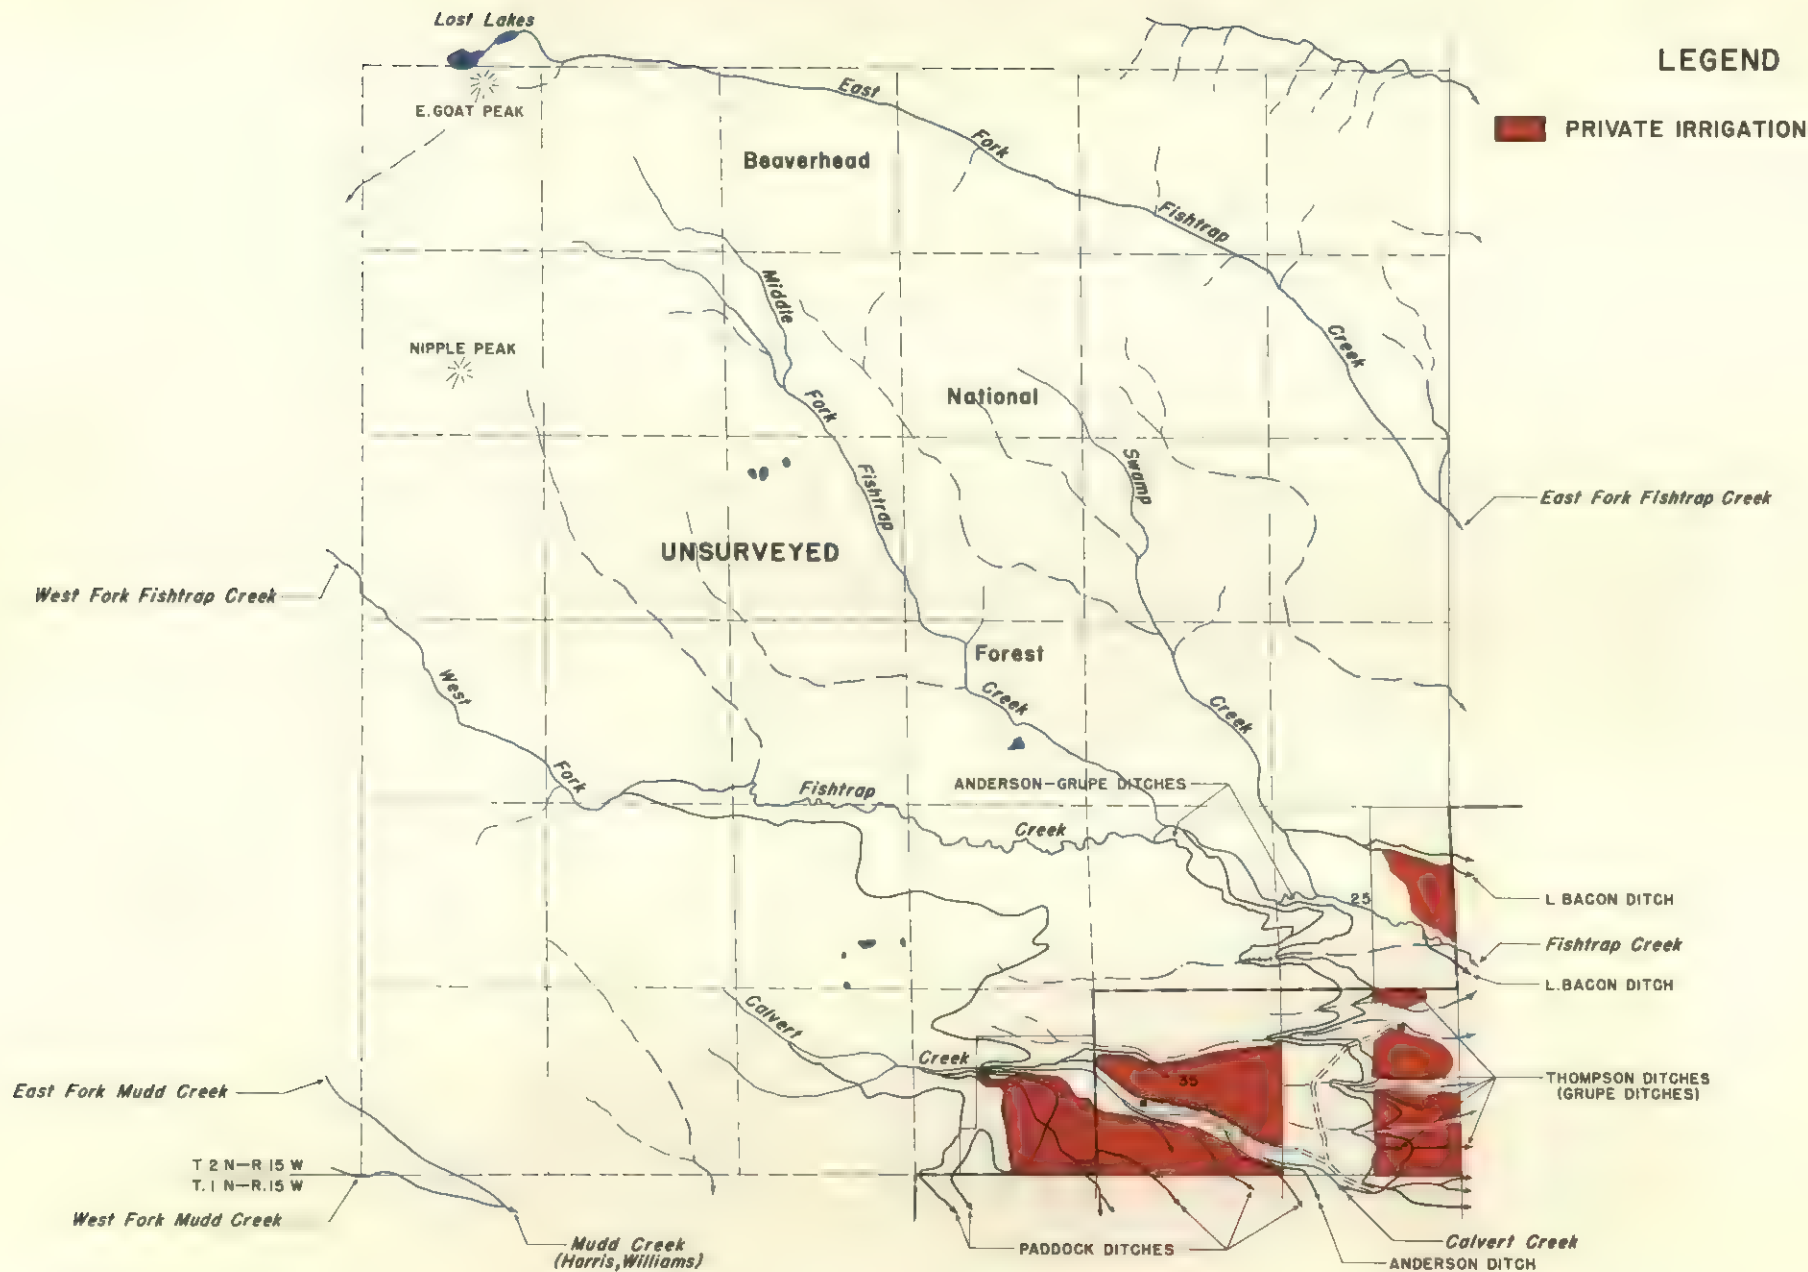 Lost Lakes
LEGEND
E. GOAT PEAK
East
PRIVATE IRRIGATION
Fork
Beaverhead
Fishtrap
Middle
Creek
NIPPLE PEAK
Fork
National
Swamp
Fishtrap
East Fork Fishtrap Creek
UNSURVEYED
West Fork Fishtrap Creek
Forest
West
Creek
Creek
Fork
ANDERSON-GRUPE DITCHES
Fishtrap
Creek
25
L BACON DITCH
Fishtrap Creek
L. BACON DITCH
Calvert
Creek
35
THOMPSON DITCHES
(GRUPE DITCHES)
East Fork Mudd Creek
T 2 N-R 15 W
T. 1 N-R. 15 W
West Fork Mudd Creek
Mudd Creek
(Harris, Williams)
PADDOCK DITCHES
Calvert Creek
ANDERSON DITCH